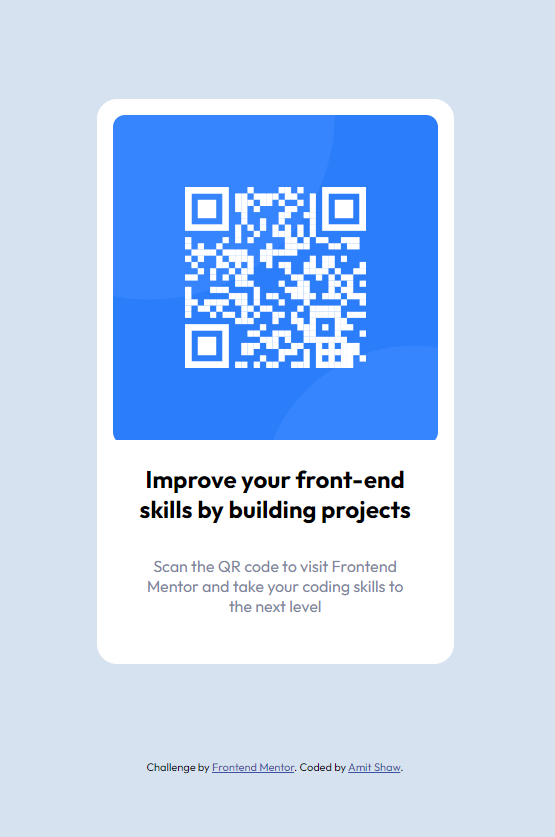 Improve your front-end
skills by building projects
Scan the QR code to visit Frontend
Mentor and take your coding skills to
the next level
Challenge by Frontend Mentor. Coded by Amit Shaw.